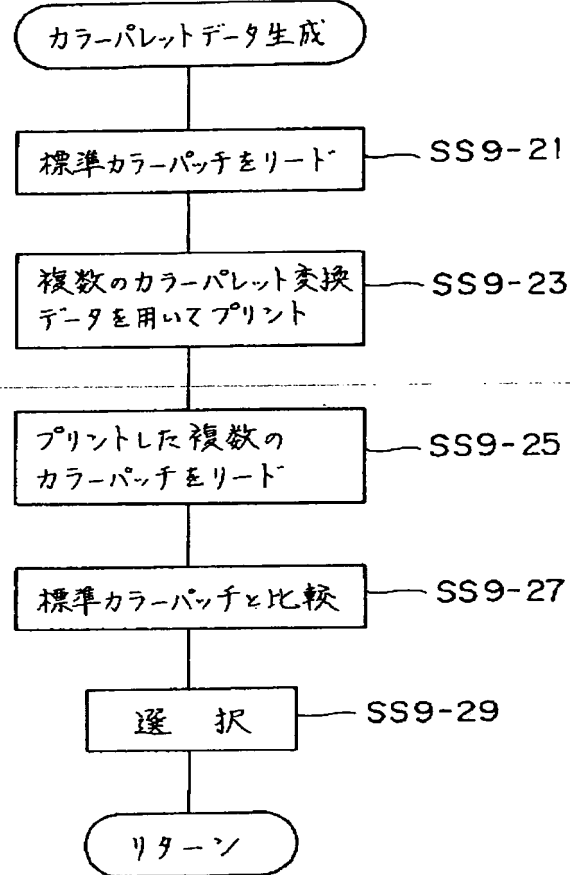 カラーパレットデータ生成
標準カラーパッチをリード
SS9-21
複数のカラーパレット変換
データを用いてプリント
SS9-23
プリントした複数の
カラーパッチをリード
SS9-25
標準カラーパッチと比較
SS9-27
選 択
SS9-29
リターン